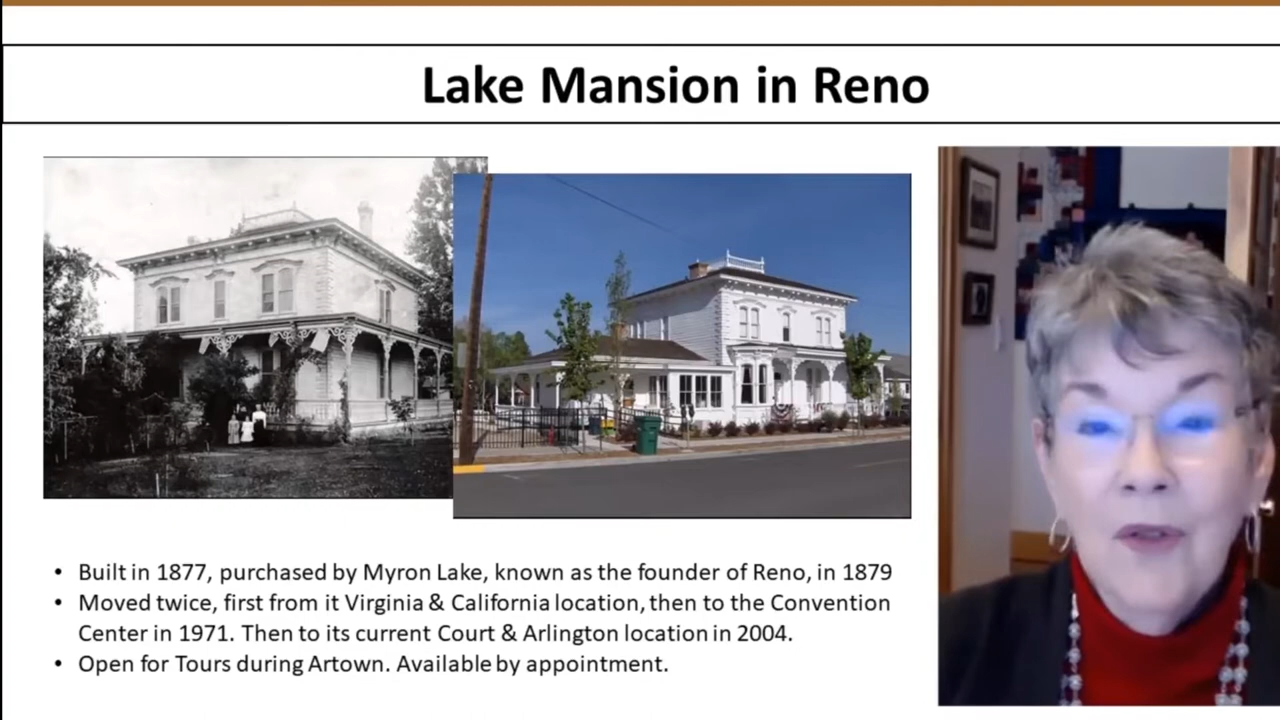 Lake Mansion in Reno
• Built in 1877, purchased by Myron Lake, known as the founder of Reno, in 1879
• Moved twice, first from it Virginia & California location, then to the Convention
Center in 1971. Then to its current Court & Arlington location in 2004.
• Open for Tours during Artown. Available by appointment.